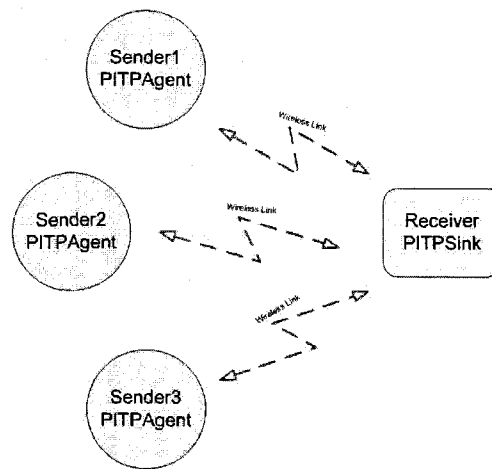 Sender1
PITPAgent
Wireless Link
Wireless Link
Sender2
PITPAgent
Receiver
PITPSink
Wireless Link
Sender3
PITPAgent